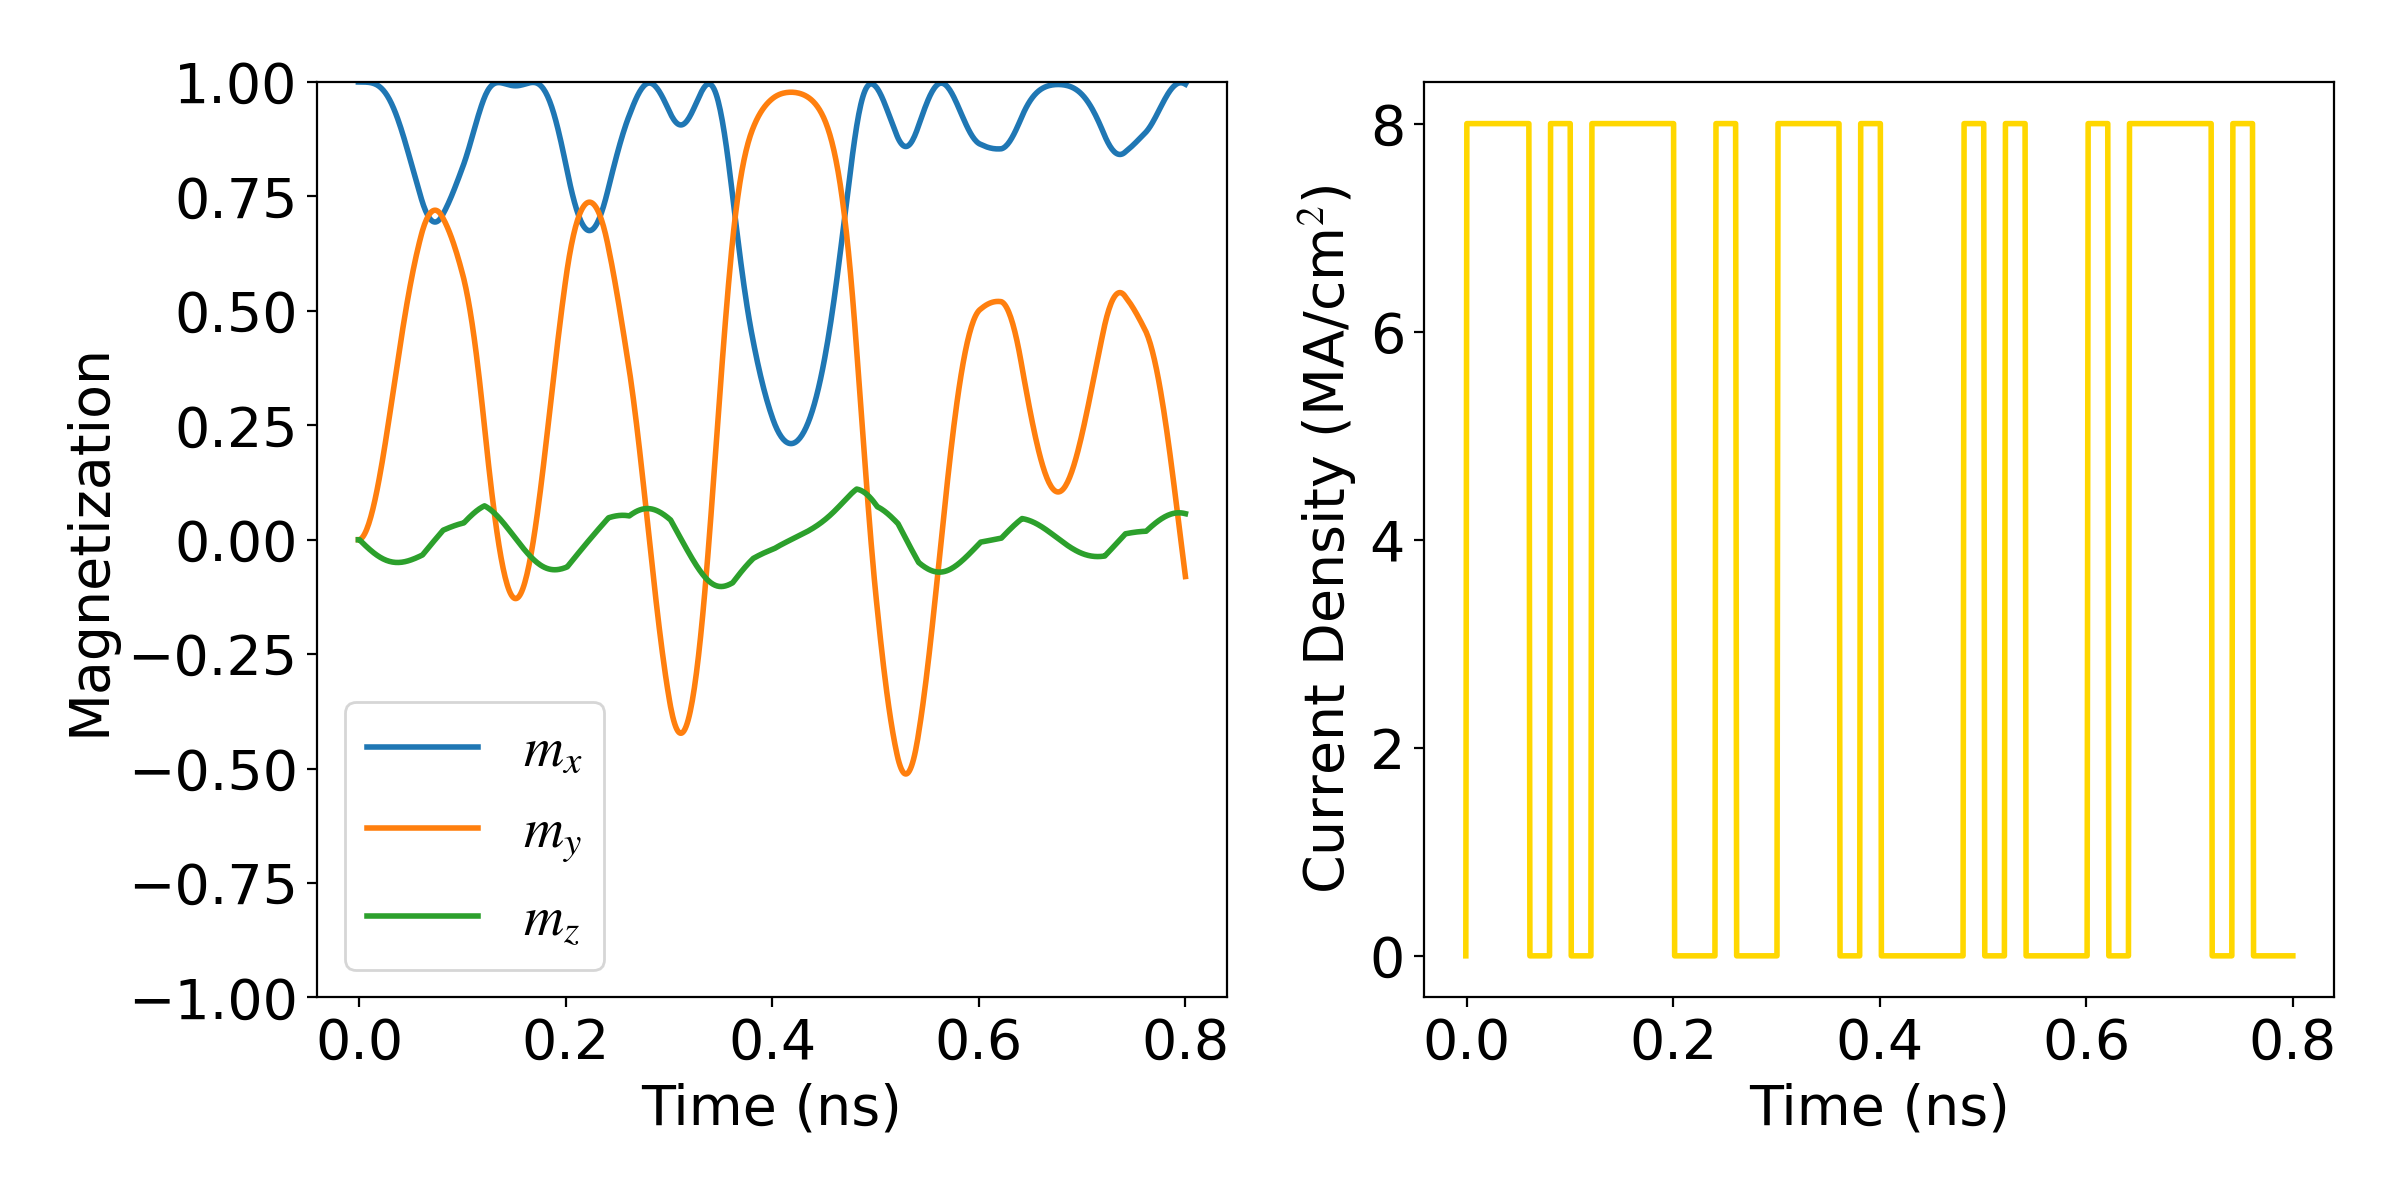 Magnetization
1.00
0.75
0.50
0.25
0.00
−0.25
−0.50
−0.75
−1.00
m_x
m_y
m_z
0.0 0.2 0.4 0.6 0.8
Time (ns)
Current Density (MA/cm²)
8
6
4
2
0
0.0 0.2 0.4 0.6 0.8
Time (ns)